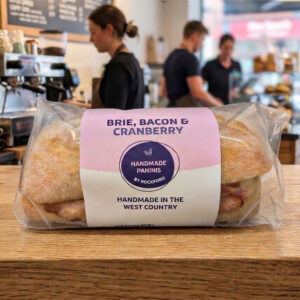 BRIE, BACON &
CRANBERRY
HANDMADE
PANINIS
BY ROCKFORD
HANDMADE IN THE
WEST COUNTRY